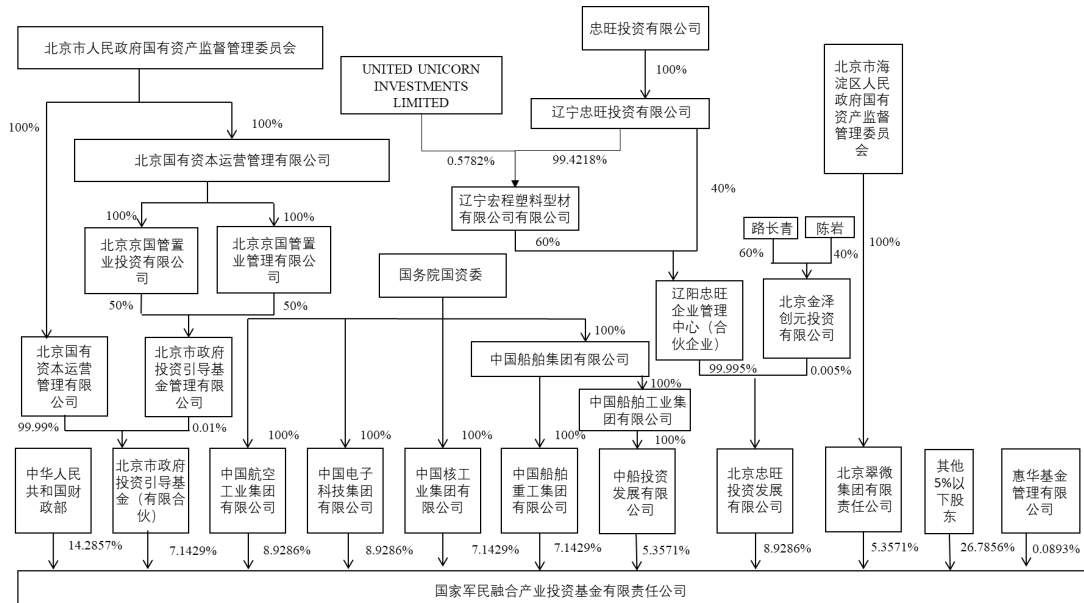 忠旺投资有限公司
北京市人民政府国有资产监督管理委员会
UNITED UNICORN
INVESTMENTS
LIMITED
100%
北京市海
淀区人民
政府国有
资产监督
管理委员
会
辽宁忠旺投资有限公司
100%
100%
北京国有资本运营管理有限公司
0.5782%
99.4218%
辽宁宏程塑料型材
有限公司有限公司
40%
100%
100%
路长青
陈岩
北京京国管置
业投资有限公
司
北京京国管置
业管理有限公
司
60%
60%
40%
100%
国务院国资委
辽阳忠旺
企业管理
中心（合
伙企业）
北京金泽
创元投资
有限公司
50%
50%
100%
北京国有
资本运营
管理有限
公司
北京市政府
投资引导基
金管理有限
公司
中国船舶集团有限公司
99.995%
0.005%
100%
中国船舶工业集
团有限公司
99.99%
0.01%
100%
100%
100%
100%
100%
中华人民
共和国财
政部
北京市政府
投资引导基
金（有限合
伙）
中国航空
工业集团
有限公司
中国电子
科技集团
有限公司
中国核工
业集团有
限公司
中国船舶
重工集团
有限公司
中船投资
发展有限
公司
北京忠旺
投资发展
有限公司
北京翠微
集团有限
责任公司
其他
5%以
下股
东
惠华基金
管理有限
公司
14.2857%
7.1429%
8.9286%
8.9286%
7.1429%
7.1429%
5.3571%
8.9286%
5.3571%
26.7856%
0.0893%
国家军民融合产业投资基金有限责任公司